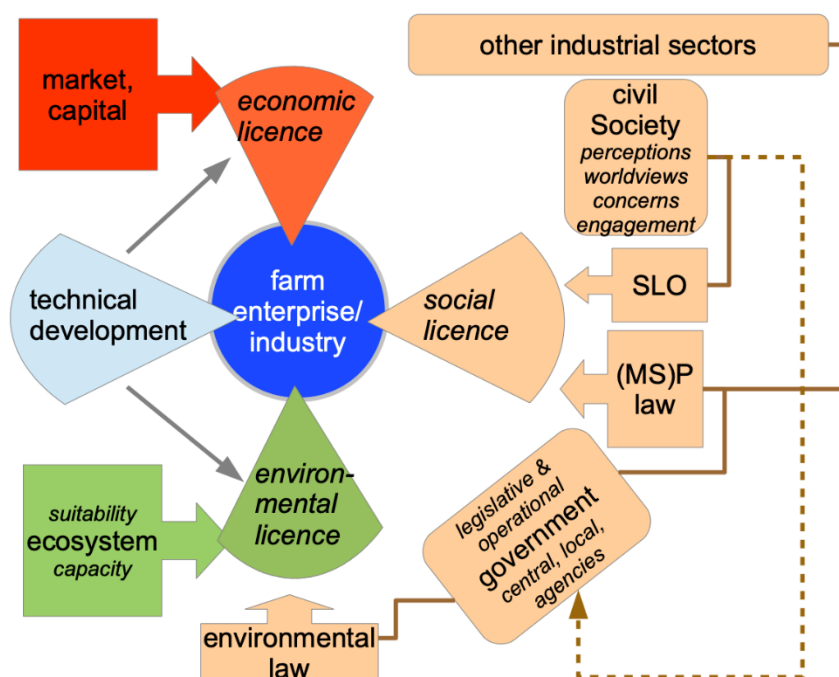 other industrial sectors
market,
capital
economic
licence
civil
Society
perceptions
worldviews
concerns
engagement
technical
development
farm
enterprise/
industry
social
licence
SLO
(MS)P
law
environ-
mental
licence
suitability
ecosystem
capacity
legislative &
operational
government
central, local,
agencies
environmental
law